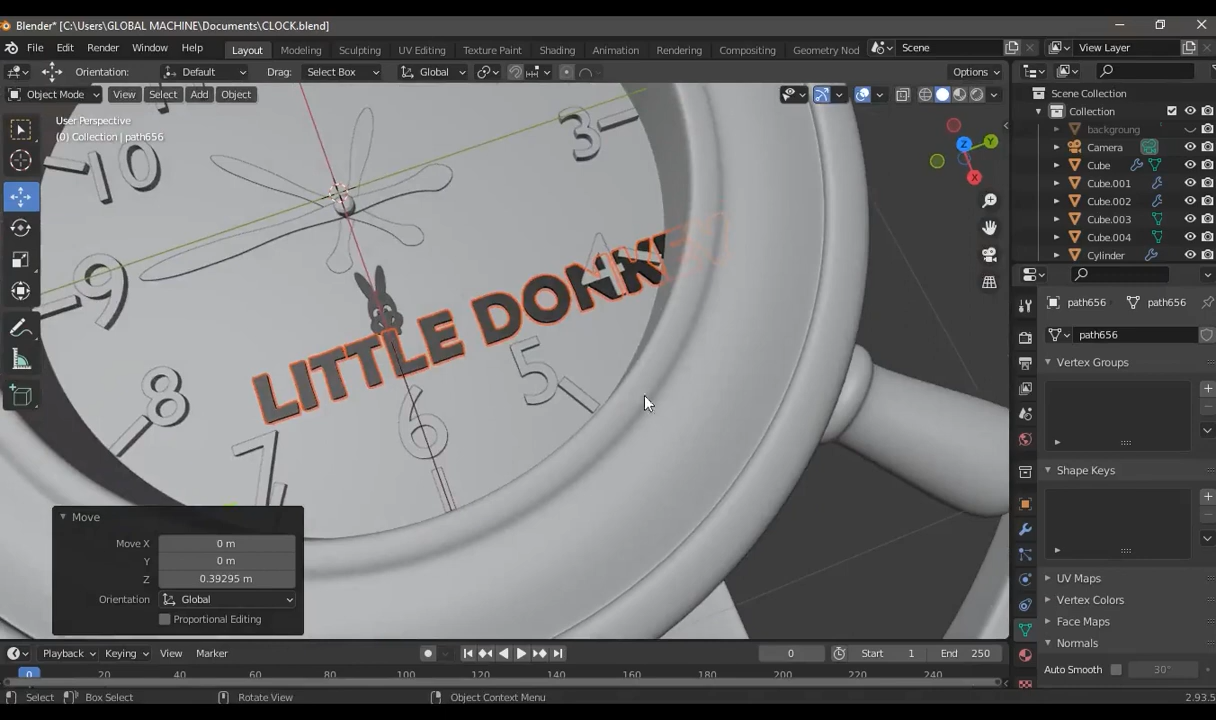 Blender* [C:\Users\GLOBAL MACHINE\Documents\CLOCK.blend]
File Edit Render Window Help Layout Modeling Sculpting UV Editing Texture Paint Shading Animation Rendering Compositing Geometry Nod Scene View Layer
Orientation: Default Drag: Select Box Global Options
Object Mode View Select Add Object
User Perspective
(0) Collection | path656
Scene Collection
Collection
backgroung
Camera
Cube
Cube.001
Cube.002
Cube.003
Cube.004
Cylinder
path656 path656
path656
Vertex Groups
Shape Keys
UV Maps
Vertex Colors
Face Maps
Normals
Auto Smooth 30°
X Y Z
10 3
9 4
LITTLE DONKEY
8 5
7 6
Move
Move X 0 m
Y 0 m
Z 0.39295 m
Orientation Global
Proportional Editing
Playback Keying View Marker 0 Start 1 End 250
0 20 40 60 80 100 120 140 160 180 200 220 240
Select Box Select Rotate View Object Context Menu 2.93.5